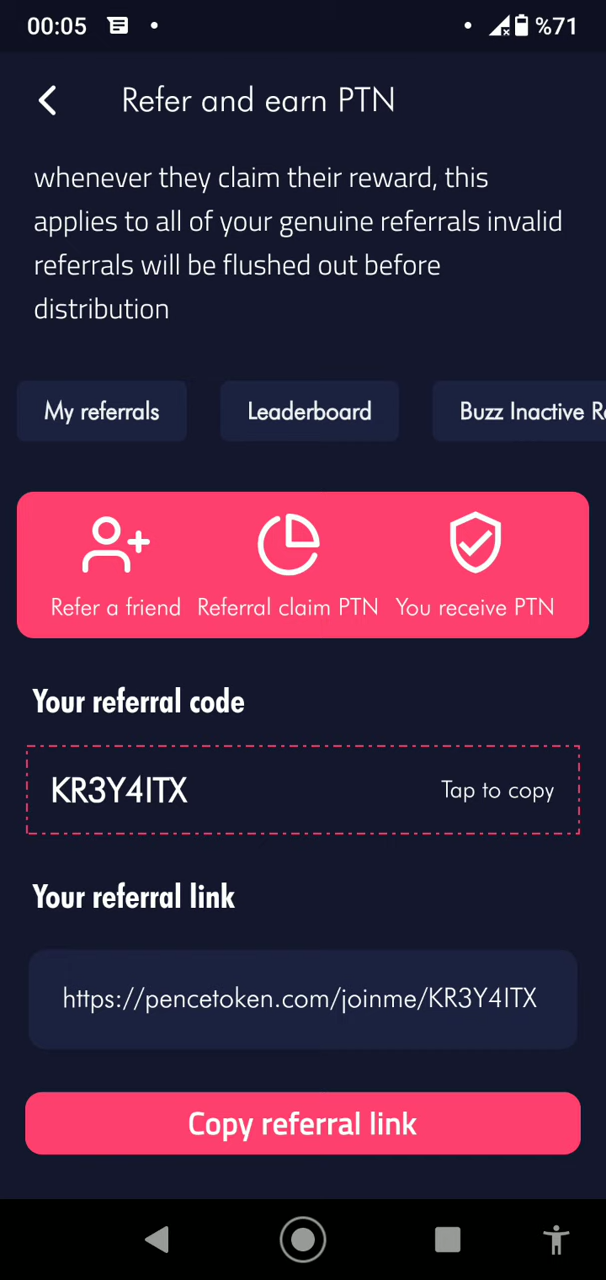 00:05
%71
Refer and earn PTN
whenever they claim their reward, this
applies to all of your genuine referrals invalid
referrals will be flushed out before
distribution
My referrals
Leaderboard
Buzz Inactive R
Refer a friend
Referral claim PTN
You receive PTN
Your referral code
KR3Y4ITX
Tap to copy
Your referral link
https://pencetoken.com/joinme/KR3Y4ITX
Copy referral link